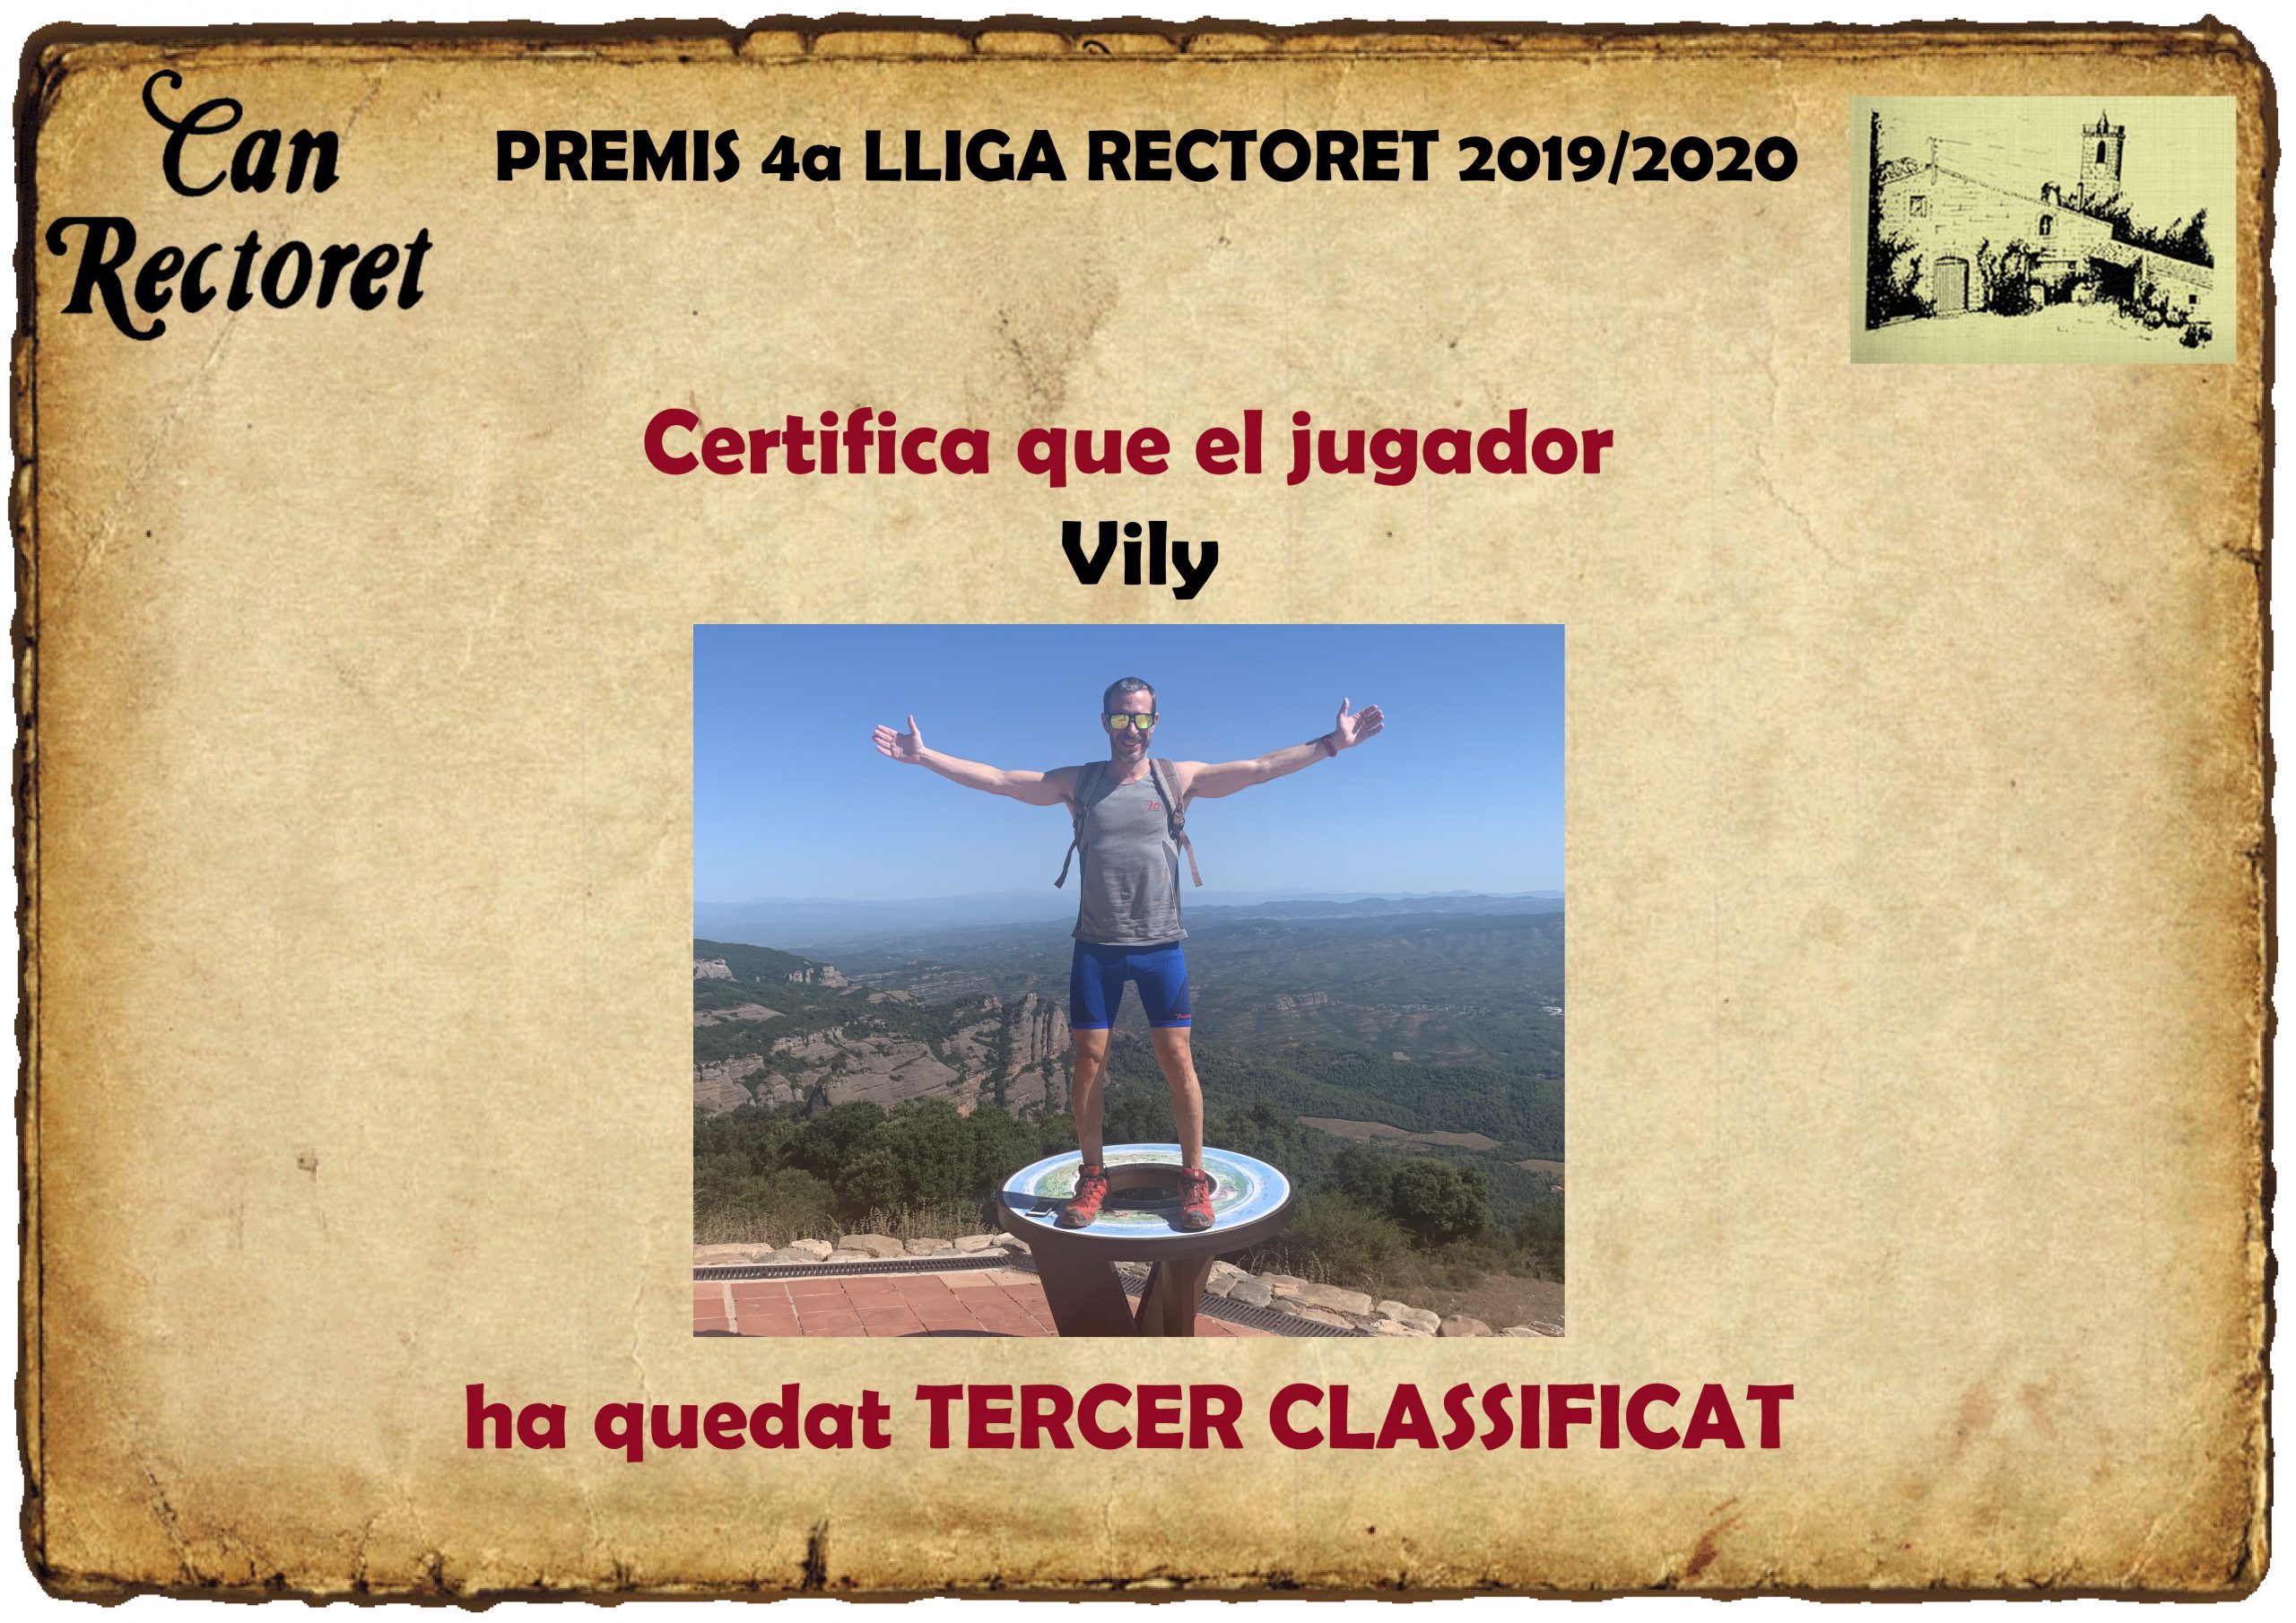 Can
Rectoret
PREMIS 4a LLIGA RECTORET 2019/2020
Certifica que el jugador
Vily
ha quedat TERCER CLASSIFICAT